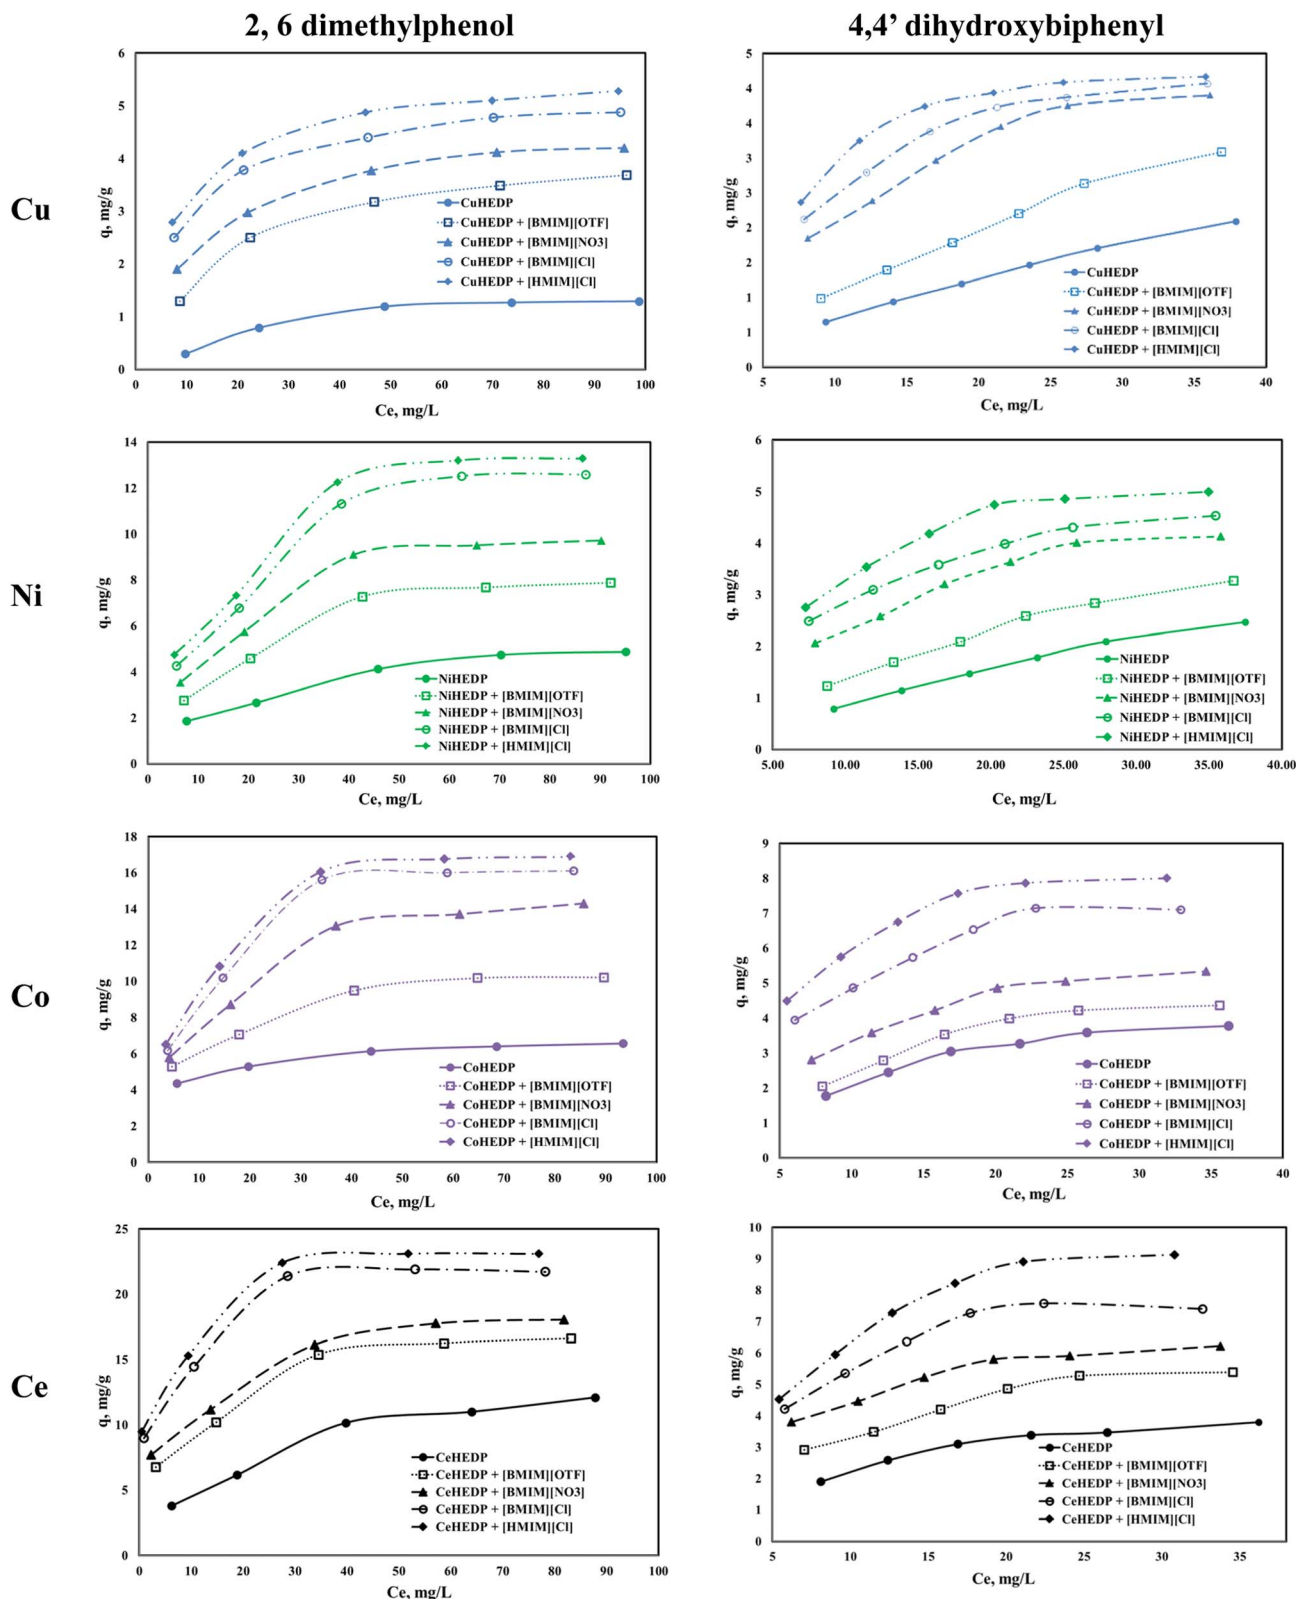 2, 6 dimethylphenol
4,4’ dihydroxybiphenyl
Cu
6
5
4
3
2
1
0
q, mg/g
0 10 20 30 40 50 60 70 80 90 100
Ce, mg/L
CuHEDP
CuHEDP + [BMIM][OTF]
CuHEDP + [BMIM][NO3]
CuHEDP + [BMIM][Cl]
CuHEDP + [HMIM][Cl]
5
4
4
3
3
2
2
1
1
0
q, mg/g
5 10 15 20 25 30 35 40
Ce, mg/L
CuHEDP
CuHEDP + [BMIM][OTF]
CuHEDP + [BMIM][NO3]
CuHEDP + [BMIM][Cl]
CuHEDP + [HMIM][Cl]
Ni
14
12
10
8
6
4
2
0
q, mg/g
0 10 20 30 40 50 60 70 80 90 100
Ce, mg/L
NiHEDP
NiHEDP + [BMIM][OTF]
NiHEDP + [BMIM][NO3]
NiHEDP + [BMIM][Cl]
NiHEDP + [HMIM][Cl]
6
5
4
3
2
1
0
q, mg/g
5.00 10.00 15.00 20.00 25.00 30.00 35.00 40.00
Ce, mg/L
NiHEDP
NiHEDP + [BMIM][OTF]
NiHEDP + [BMIM][NO3]
NiHEDP + [BMIM][Cl]
NiHEDP + [HMIM][Cl]
Co
18
16
14
12
10
8
6
4
2
0
q, mg/g
0 10 20 30 40 50 60 70 80 90 100
Ce, mg/L
CoHEDP
CoHEDP + [BMIM][OTF]
CoHEDP + [BMIM][NO3]
CoHEDP + [BMIM][Cl]
CoHEDP + [HMIM][Cl]
9
8
7
6
5
4
3
2
1
0
q, mg/g
5 10 15 20 25 30 35 40
Ce, mg/L
CoHEDP
CoHEDP + [BMIM][OTF]
CoHEDP + [BMIM][NO3]
CoHEDP + [BMIM][Cl]
CoHEDP + [HMIM][Cl]
Ce
25
20
15
10
5
0
q, mg/g
0 10 20 30 40 50 60 70 80 90 100
Ce, mg/L
CeHEDP
CeHEDP + [BMIM][OTF]
CeHEDP + [BMIM][NO3]
CeHEDP + [BMIM][Cl]
CeHEDP + [HMIM][Cl]
10
9
8
7
6
5
4
3
2
1
0
q, mg/g
5 10 15 20 25 30 35
Ce, mg/L
CeHEDP
CeHEDP + [BMIM][OTF]
CeHEDP + [BMIM][NO3]
CeHEDP + [BMIM][Cl]
CeHEDP + [HMIM][Cl]